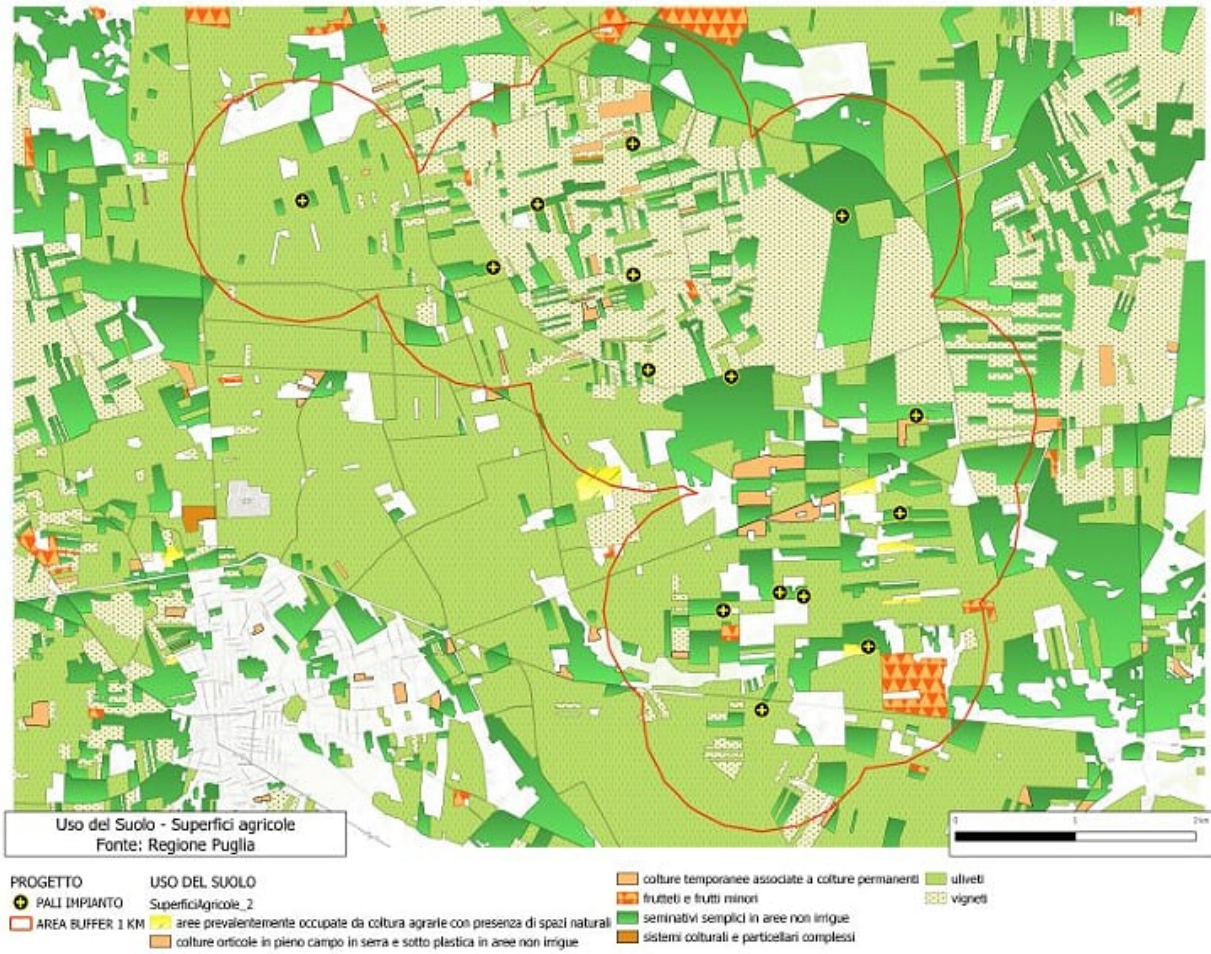 Uso del Suolo - Superfici agricole
Fonte: Regione Puglia
0 1 2 km
PROGETTO
PALI IMPIANTO
AREA BUFFER 1 KM
USO DEL SUOLO
SuperficiAgricole_2
aree prevalentemente occupate da coltura agrarie con presenza di spazi naturali
colture orticole in pieno campo in serra e sotto plastica in aree non irrigue
colture temporanee associate a colture permanenti
frutteti e frutti minori
seminativi semplici in aree non irrigue
sistemi colturali e particellari complessi
uliveti
vigneti